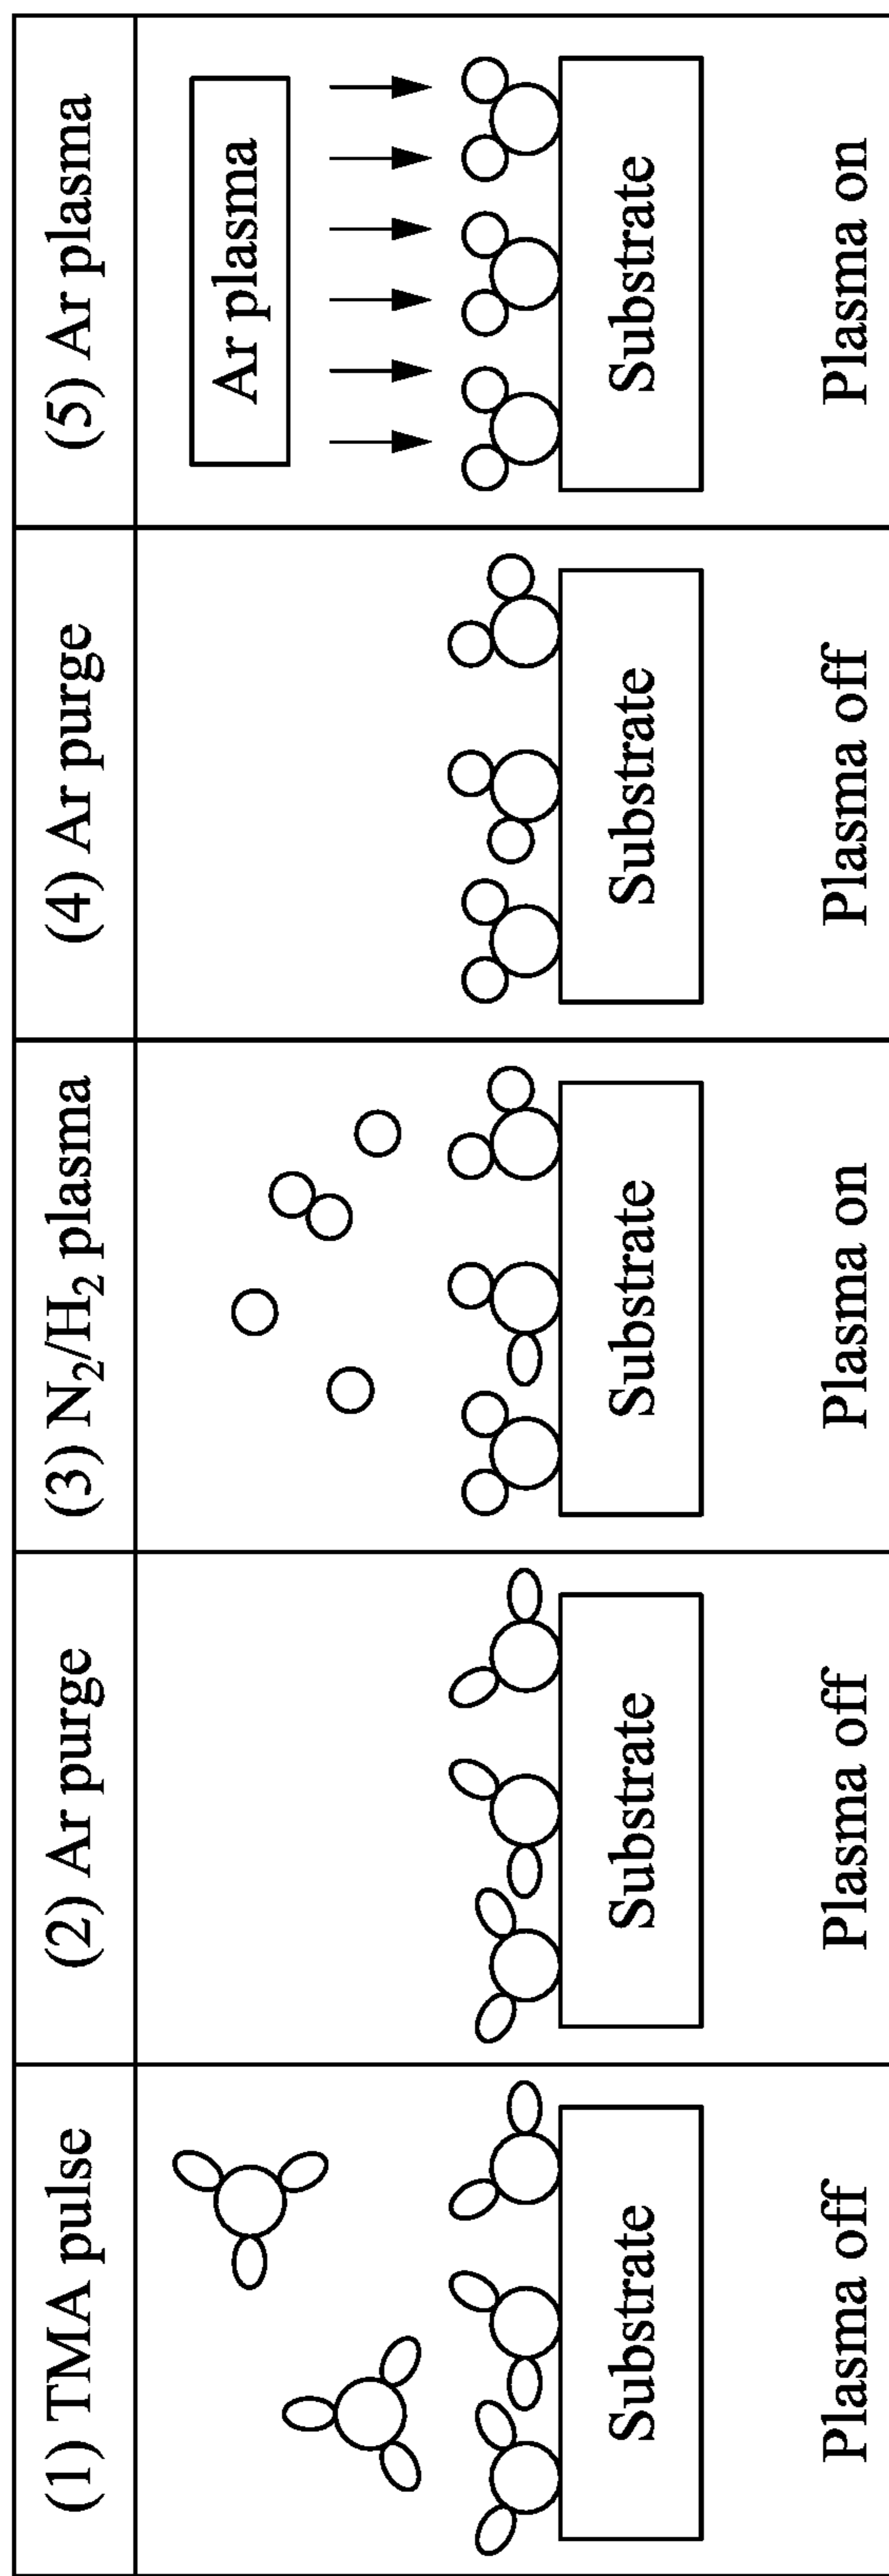 (1) TMA pulse
Substrate
Plasma off
(2) Ar purge
Substrate
Plasma off
(3) N₂/H₂ plasma
Substrate
Plasma on
(4) Ar purge
Substrate
Plasma off
(5) Ar plasma
Ar plasma
Substrate
Plasma on